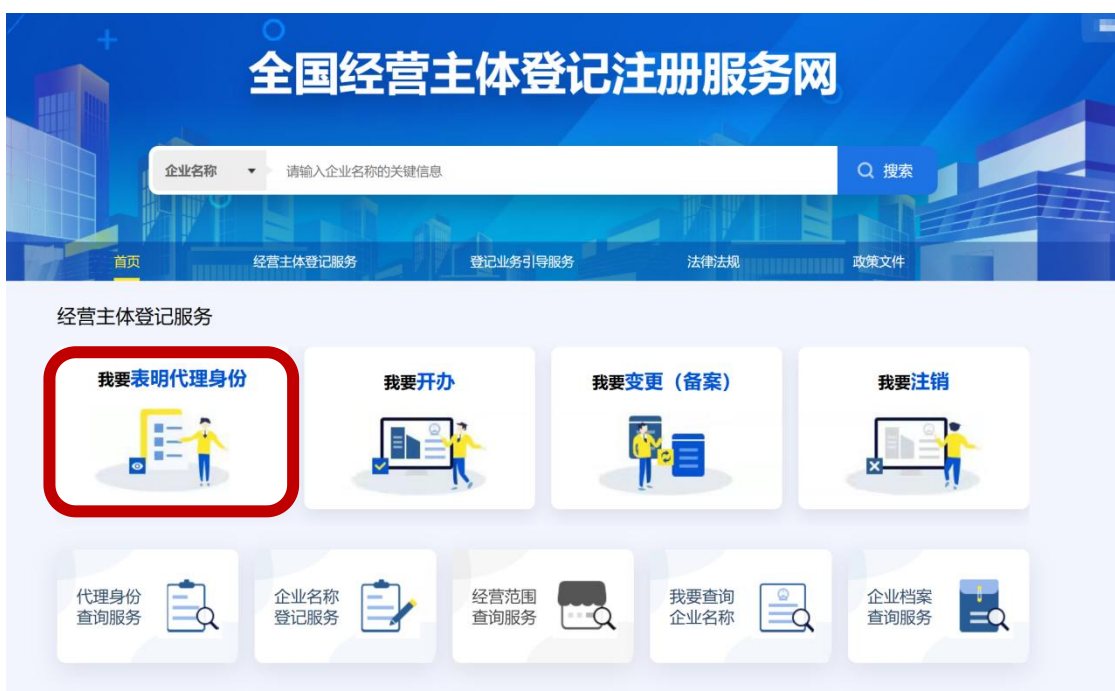 全国经营主体登记注册服务网
企业名称 请输入企业名称的关键信息 搜索
首页 经营主体登记服务 登记业务引导服务 法律法规 政策文件
经营主体登记服务
我要表明代理身份 我要开办 我要变更（备案） 我要注销
代理身份 企业名称 经营范围 我要查询 企业档案
查询服务 登记服务 查询服务 企业名称 查询服务